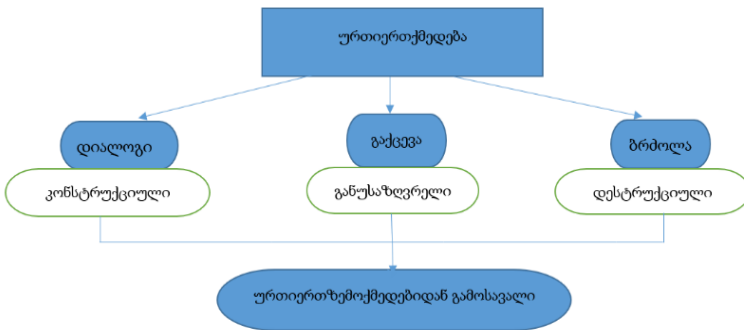 ურთიერთქმედება
დიალოგი
გაქცევა
ბრძოლა
კონსტრუქციული
განუსაზღვრელი
დესტრუქციული
ურთიერთზემოქმედებიდან გამოსავალი